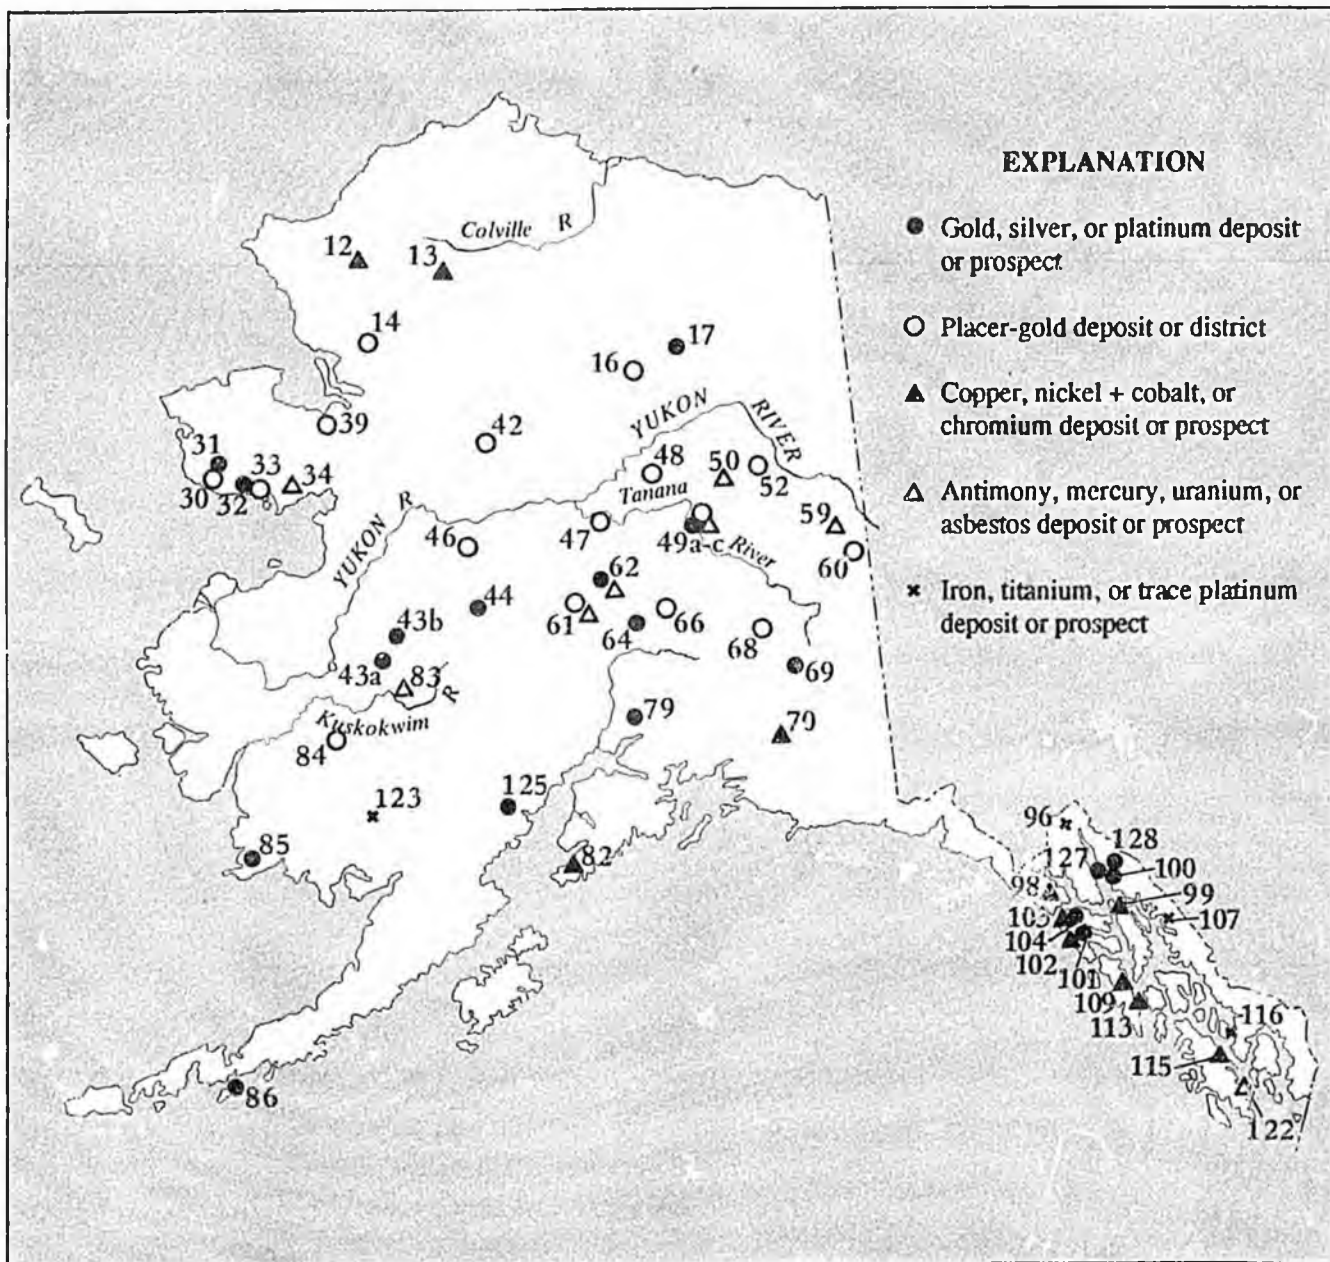 EXPLANATION
Gold, silver, or platinum deposit
or prospect
Placer-gold deposit or district
Copper, nickel + cobalt, or
chromium deposit or prospect
Antimony, mercury, uranium, or
asbestos deposit or prospect
Iron, titanium, or trace platinum
deposit or prospect
Colville R
12
13
14
17
16
39
42
YUKON RIVER
31
33
34
30
32
48
50
52
Tanana River
YUKON R
46
47
49a-c
59
60
62
44
61
64
66
68
69
43b
43a
83
Kuskokwim R
79
70
84
123
125
85
82
86
96
128
127
100
98
99
107
103
104
102
101
109
113
116
115
122